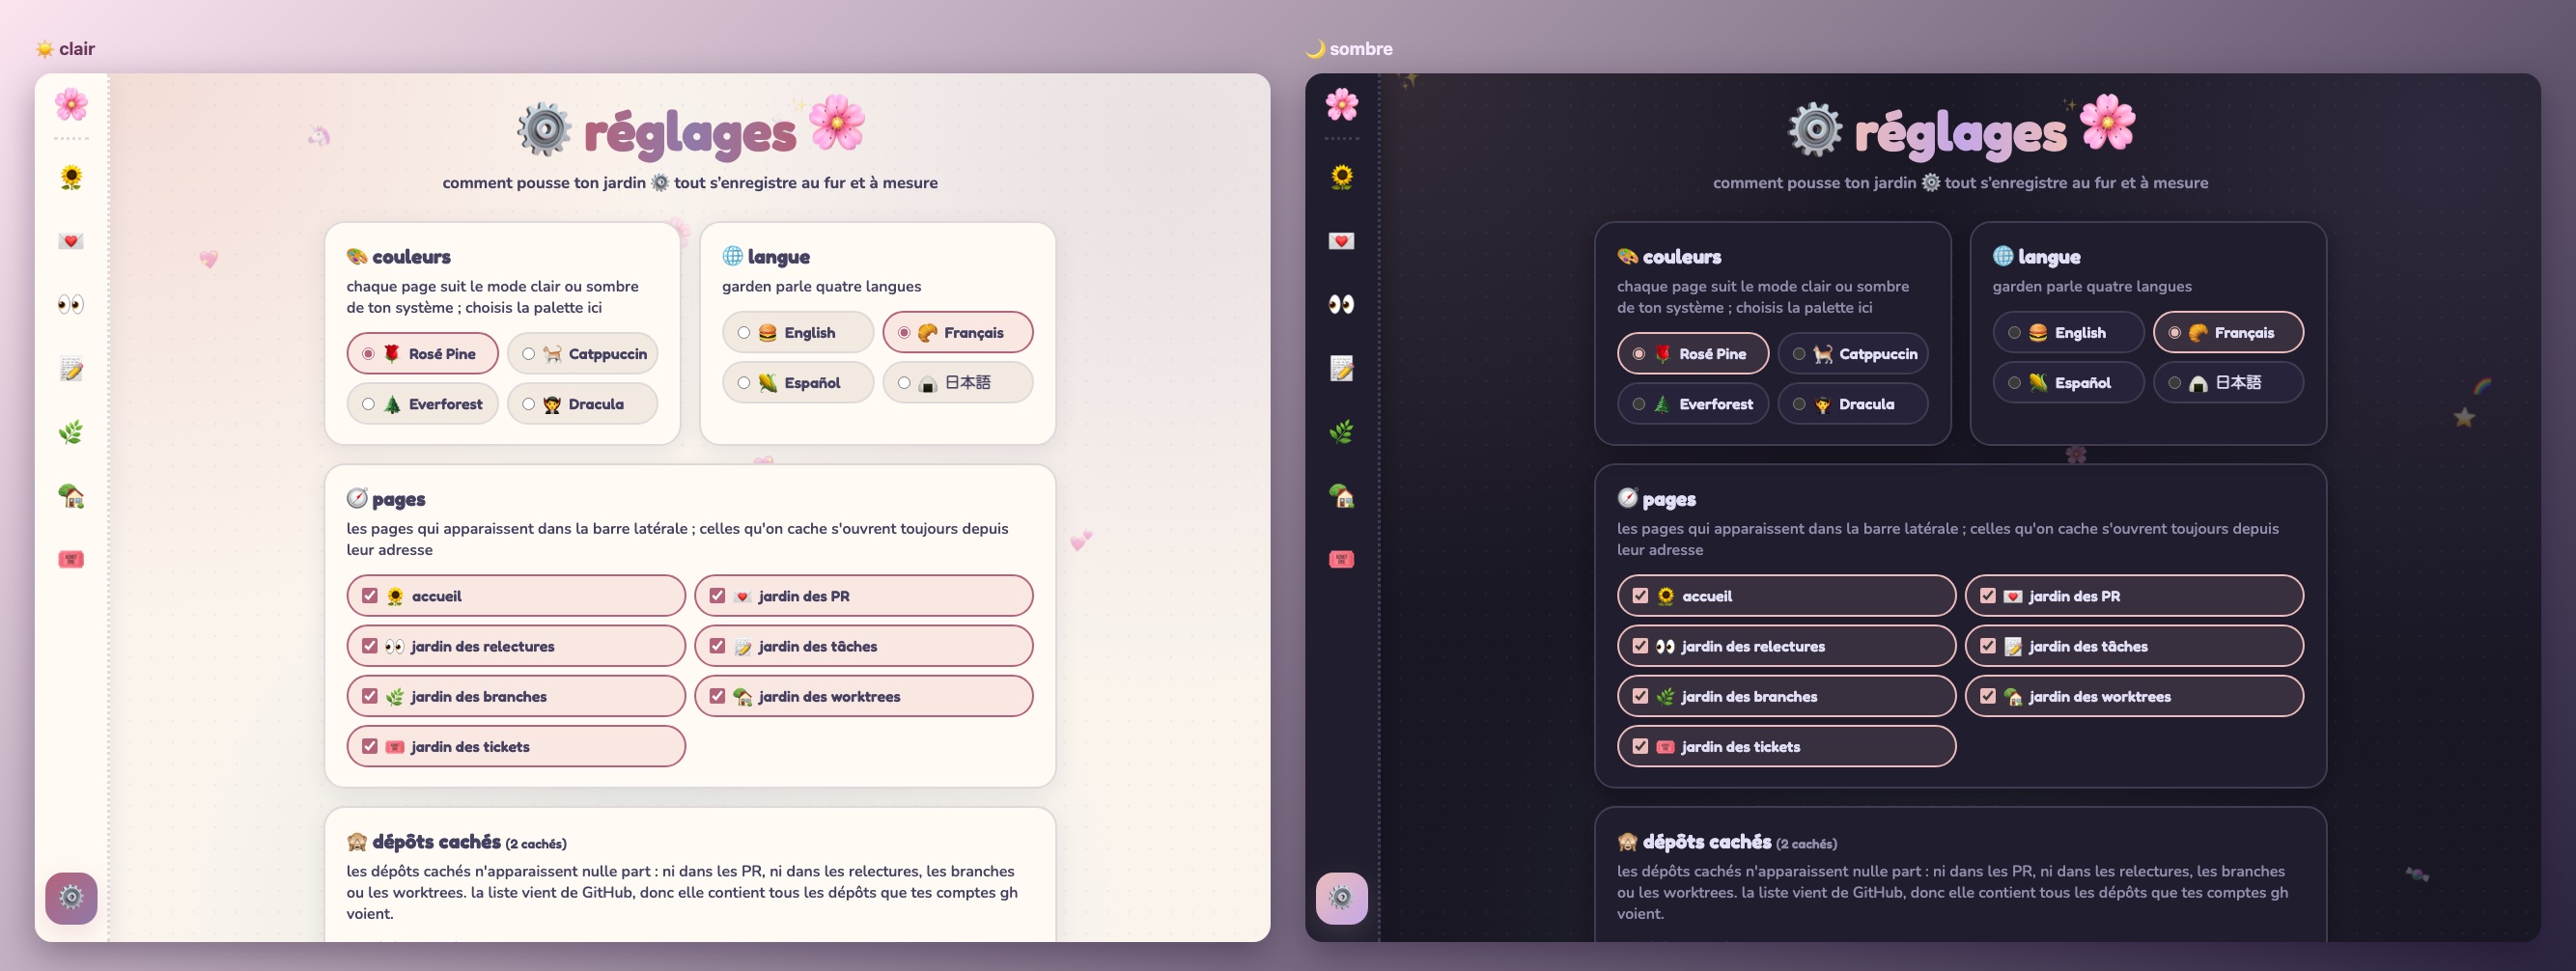 ☀️ clair
⚙️ réglages🌸
comment pousse ton jardin ⚙️ tout s'enregistre au fur et à mesure
🎨 couleurs
chaque page suit le mode clair ou sombre
de ton système ; choisis la palette ici
🌹 Rosé Pine
🐈 Catppuccin
🌲 Everforest
🧛 Dracula
🌐 langue
garden parle quatre langues
🍔 English
🥐 Français
🌽 Español
🍙 日本語
🧭 pages
les pages qui apparaissent dans la barre latérale ; celles qu'on cache s'ouvrent toujours depuis
leur adresse
🌻 accueil
💌 jardin des PR
👀 jardin des relectures
📝 jardin des tâches
🌿 jardin des branches
🏡 jardin des worktrees
🎟️ jardin des tickets
🙈 dépôts cachés (2 cachés)
les dépôts cachés n'apparaissent nulle part : ni dans les PR, ni dans les relectures, les branches
ou les worktrees. la liste vient de GitHub, donc elle contient tous les dépôts que tes comptes gh
voient.
🌙 sombre
⚙️ réglages🌸
comment pousse ton jardin ⚙️ tout s'enregistre au fur et à mesure
🎨 couleurs
chaque page suit le mode clair ou sombre
de ton système ; choisis la palette ici
🌹 Rosé Pine
🐈 Catppuccin
🌲 Everforest
🧛 Dracula
🌐 langue
garden parle quatre langues
🍔 English
🥐 Français
🌽 Español
🍙 日本語
🧭 pages
les pages qui apparaissent dans la barre latérale ; celles qu'on cache s'ouvrent toujours depuis
leur adresse
🌻 accueil
💌 jardin des PR
👀 jardin des relectures
📝 jardin des tâches
🌿 jardin des branches
🏡 jardin des worktrees
🎟️ jardin des tickets
🙈 dépôts cachés (2 cachés)
les dépôts cachés n'apparaissent nulle part : ni dans les PR, ni dans les relectures, les branches
ou les worktrees. la liste vient de GitHub, donc elle contient tous les dépôts que tes comptes gh
voient.